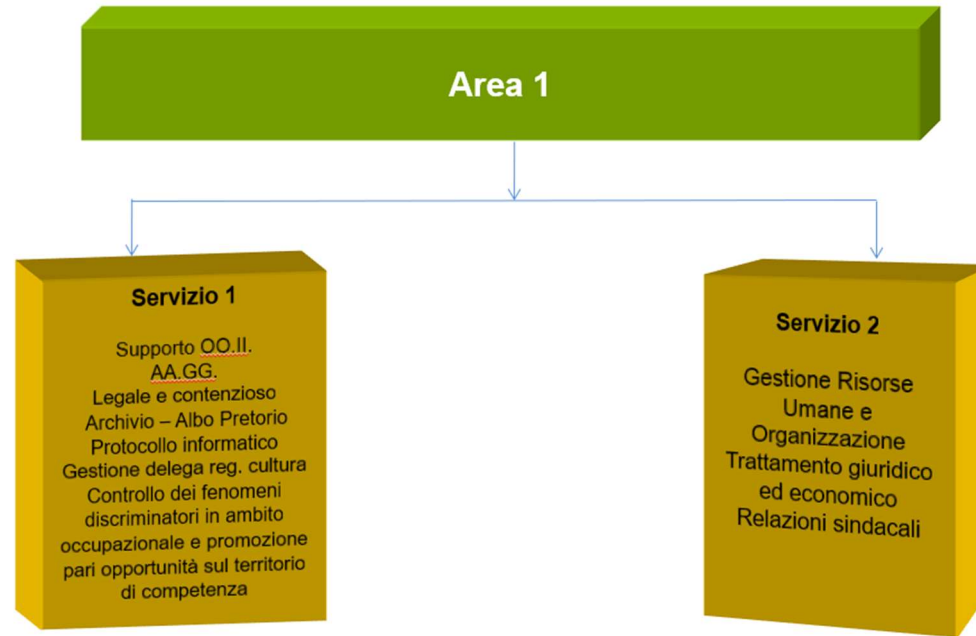 Area 1
Servizio 1
Supporto OO.II.
AA.GG.
Legale e contenzioso
Archivio – Albo Pretorio
Protocollo informatico
Gestione delega reg. cultura
Controllo dei fenomeni
discriminatori in ambito
occupazionale e promozione
pari opportunità sul territorio
di competenza
Servizio 2
Gestione Risorse
Umane e
Organizzazione
Trattamento giuridico
ed economico
Relazioni sindacali